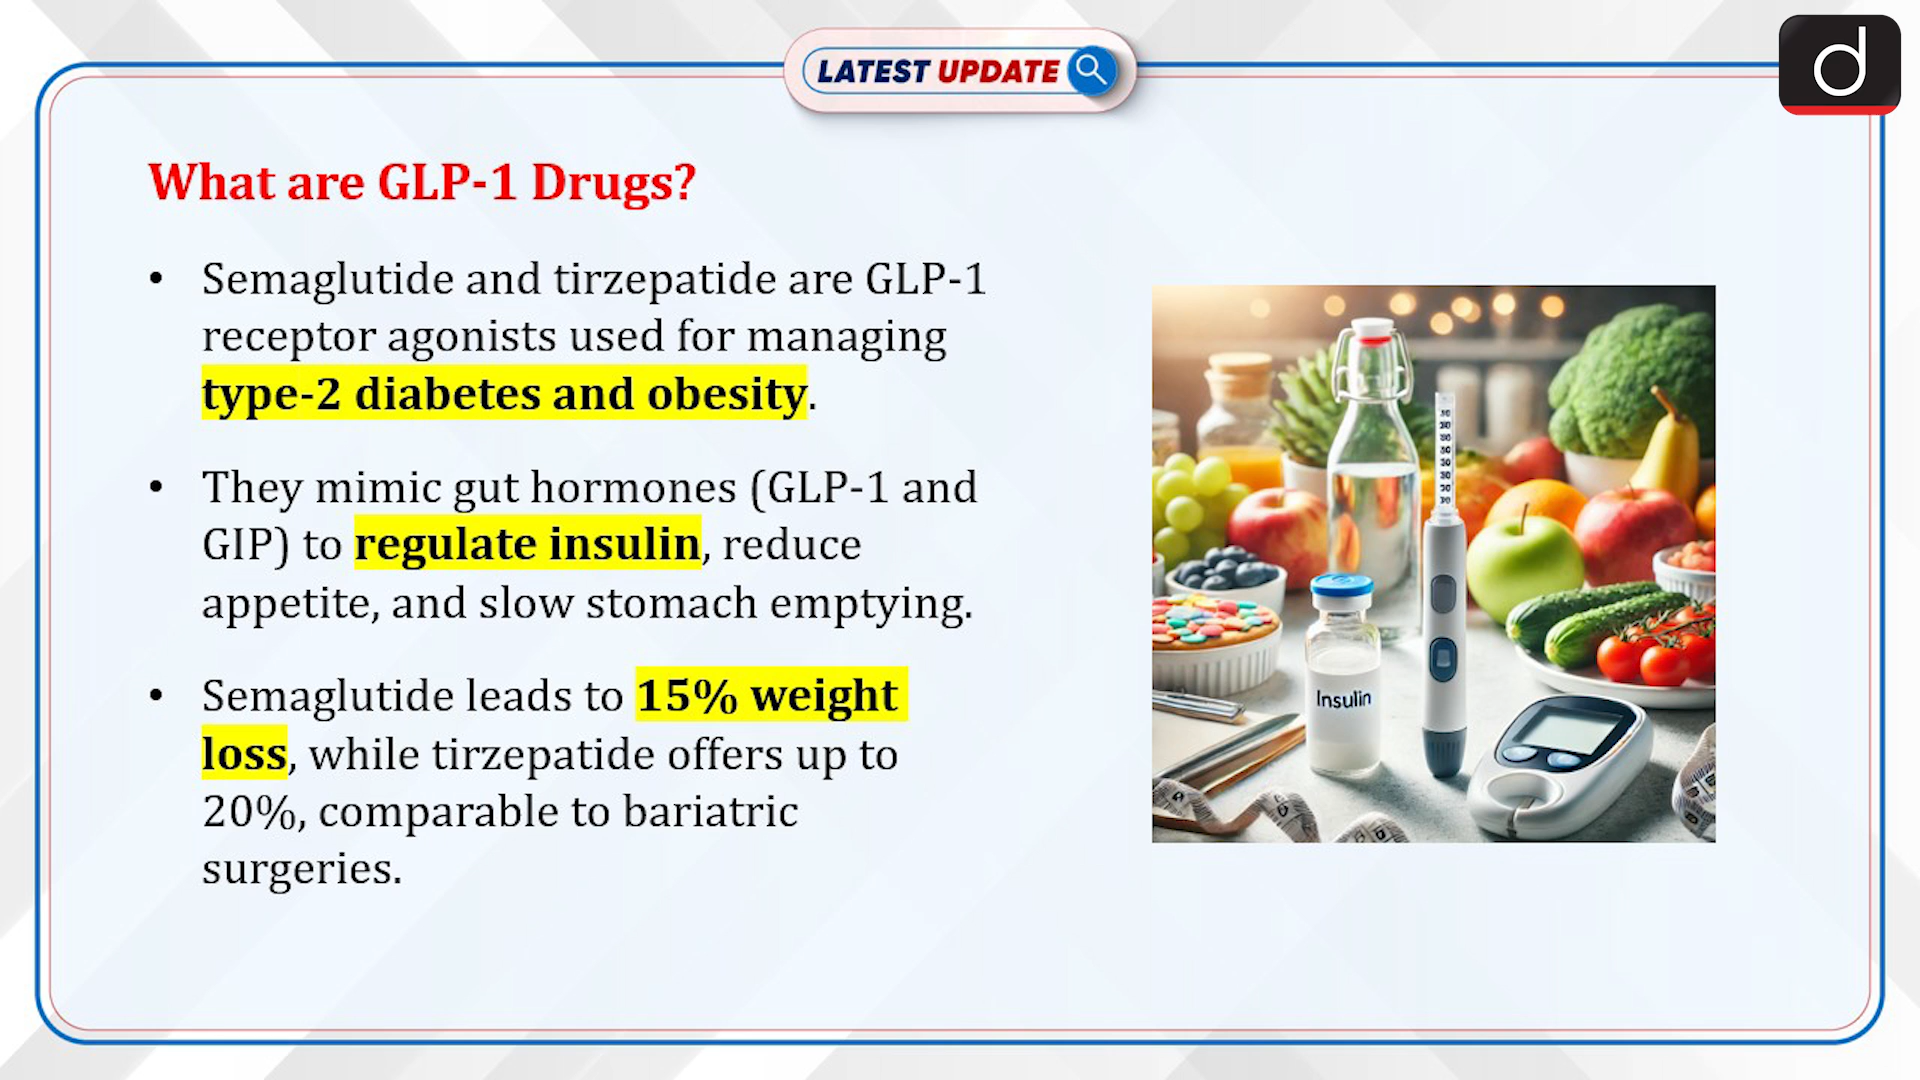 LATEST UPDATE
d
What are GLP-1 Drugs?
• Semaglutide and tirzepatide are GLP-1
receptor agonists used for managing
type-2 diabetes and obesity.
• They mimic gut hormones (GLP-1 and
GIP) to regulate insulin, reduce
appetite, and slow stomach emptying.
• Semaglutide leads to 15% weight
loss, while tirzepatide offers up to
20%, comparable to bariatric
surgeries.
Insulin